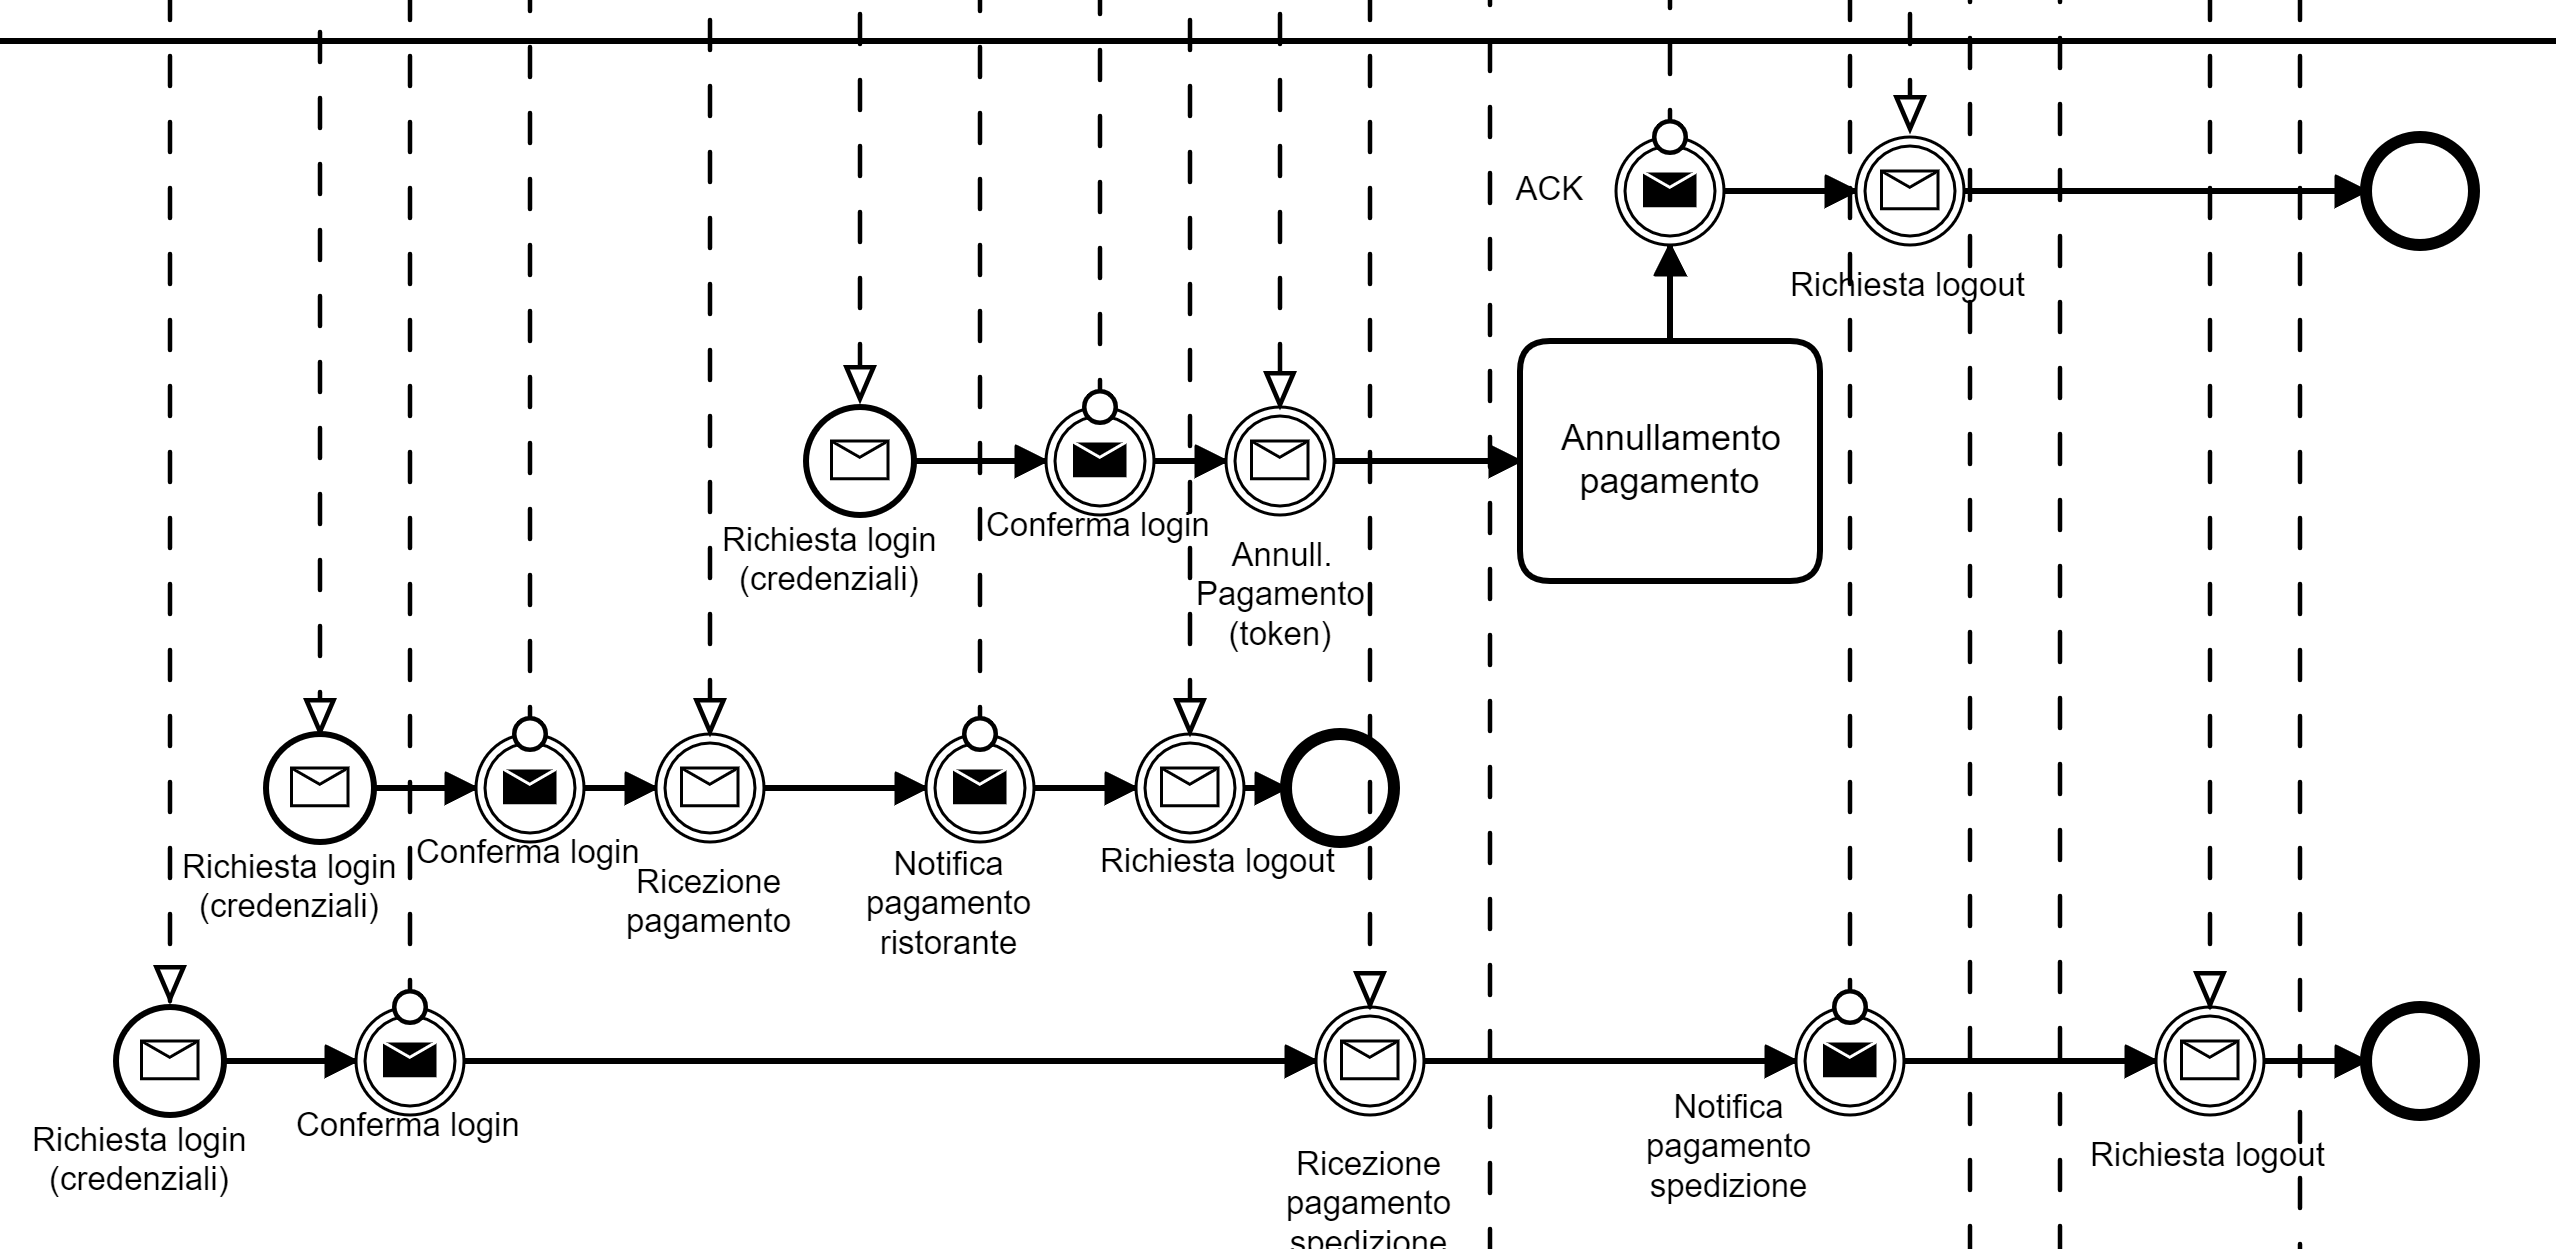 ACK
Richiesta logout
Annullamento
pagamento
Richiesta login
(credenziali)
Conferma login
Annull.
Pagamento
(token)
Richiesta login
(credenziali)
Conferma login
Ricezione
pagamento
Notifica
pagamento
ristorante
Richiesta logout
Richiesta login
(credenziali)
Conferma login
Ricezione
pagamento
spedizione
Notifica
pagamento
spedizione
Richiesta logout